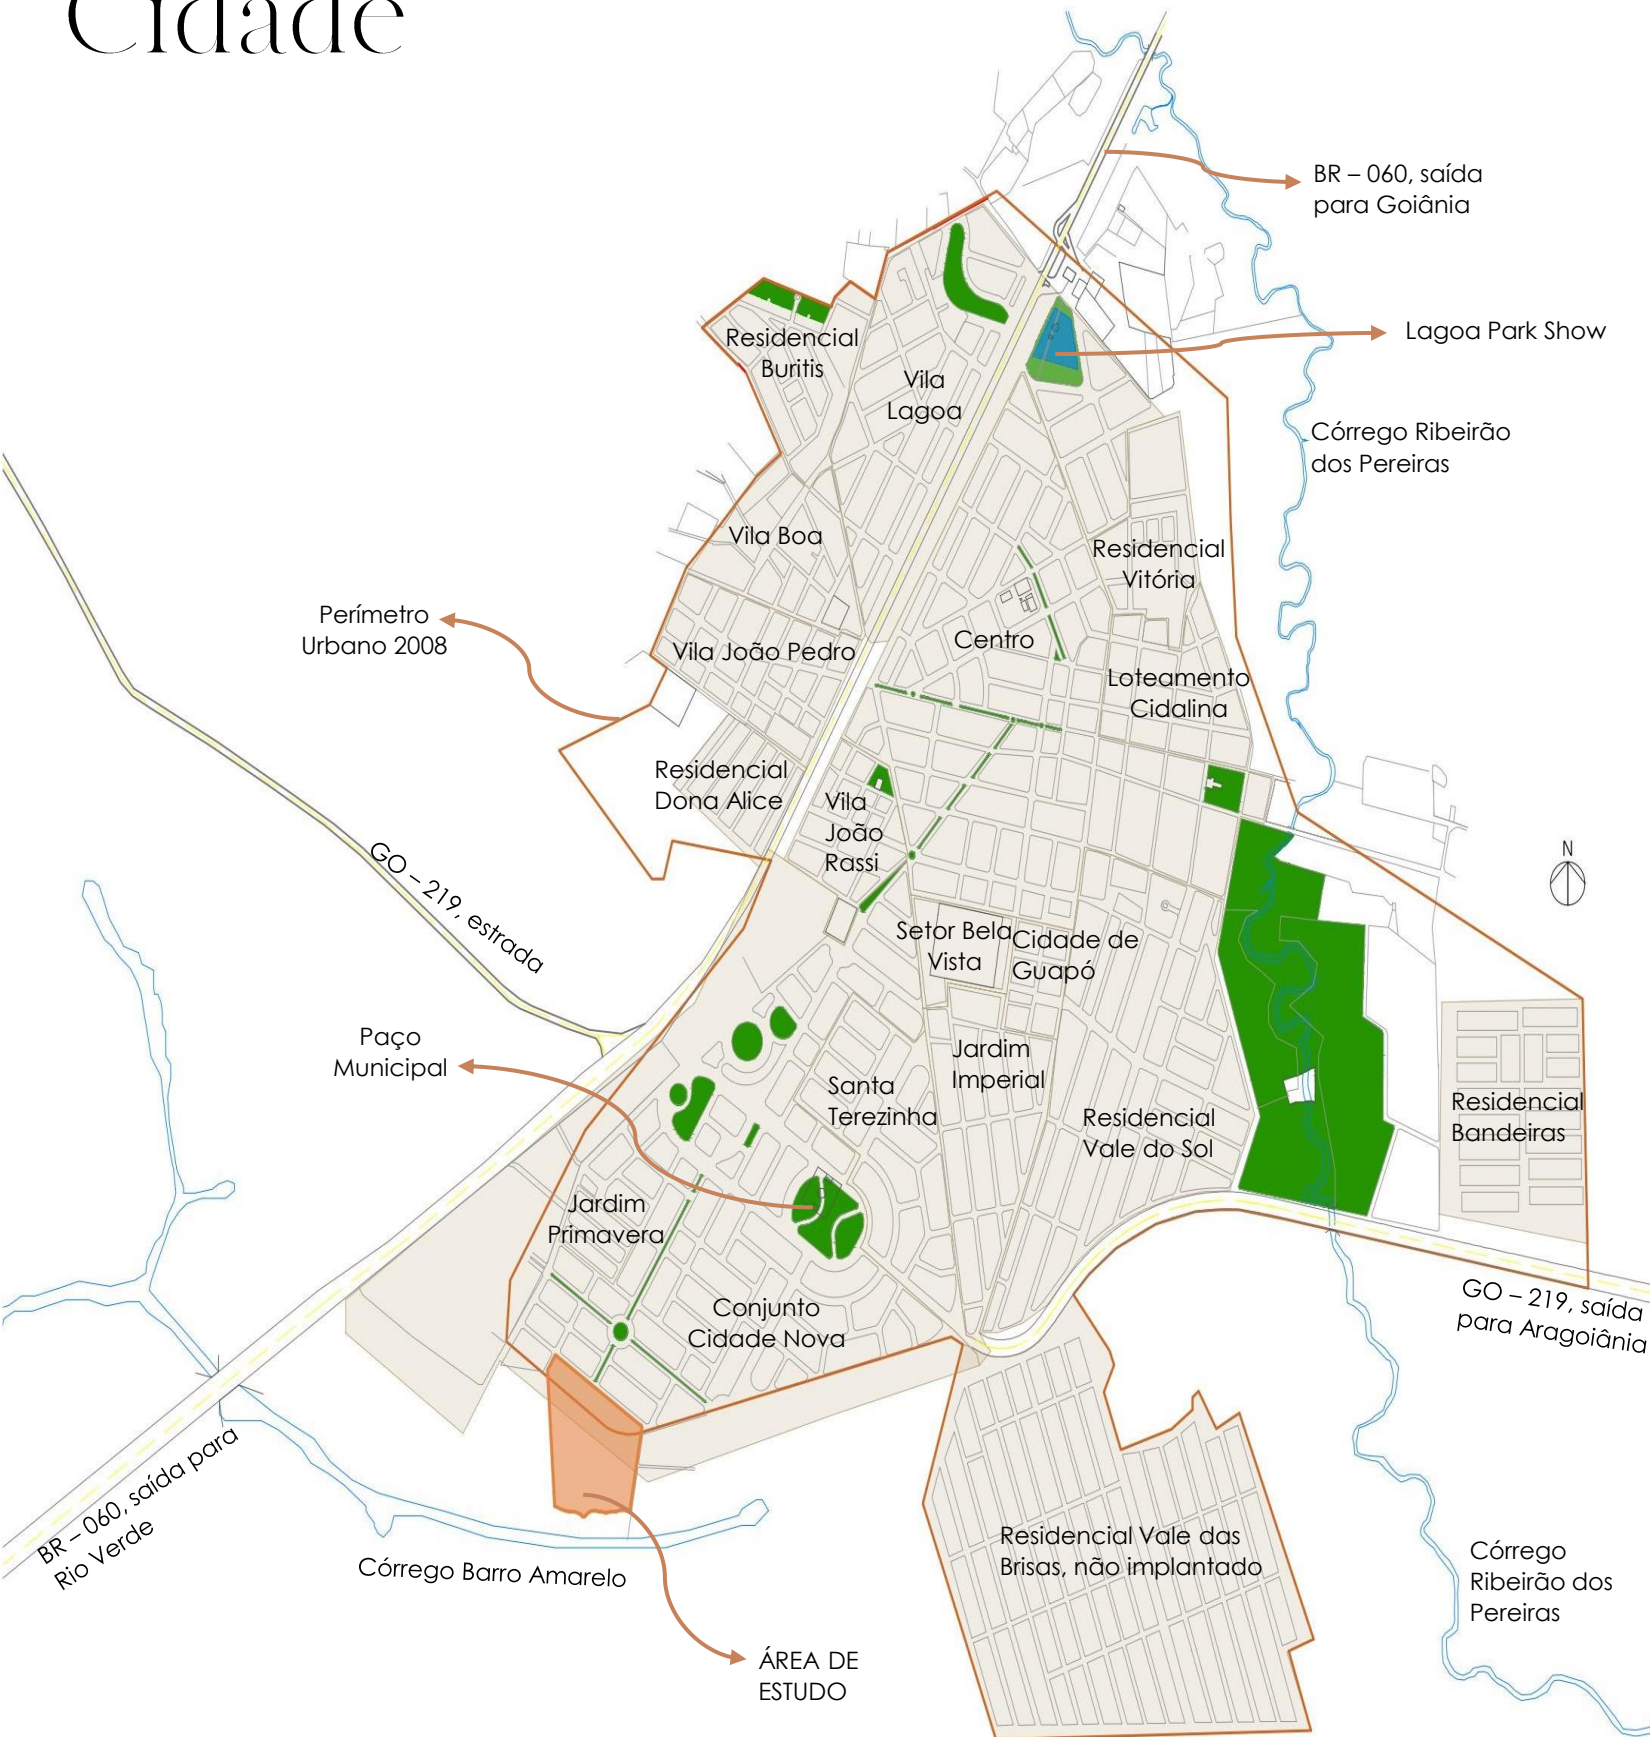 Cidade
BR – 060, saída
para Goiânia
Lagoa Park Show
Residencial
Buritis
Vila
Lagoa
Córrego Ribeirão
dos Pereiras
Vila Boa
Residencial
Vitória
Perímetro
Urbano 2008
Vila João Pedro
Centro
Loteamento
Cidalina
Residencial
Dona Alice
Vila
João
Rassi
N
GO – 219, estrada
Setor Bela
Vista
Cidade de
Guapó
Paço
Municipal
Jardim
Imperial
Santa
Terezinha
Residencial
Vale do Sol
Residencial
Bandeiras
Jardim
Primavera
Conjunto
Cidade Nova
GO – 219, saída
para Aragoiânia
BR – 060, saída para
Rio Verde
Córrego Barro Amarelo
Residencial Vale das
Brisas, não implantado
Córrego
Ribeirão dos
Pereiras
ÁREA DE
ESTUDO